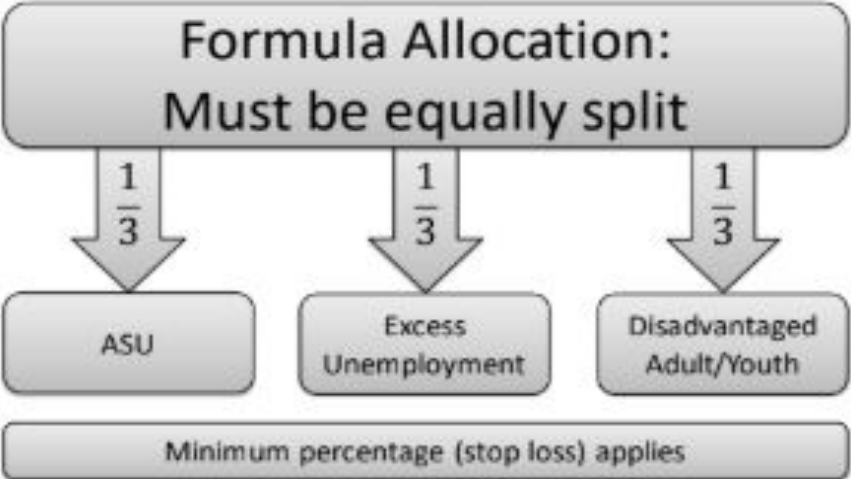 Formula Allocation:
Must be equally split
1/3
1/3
1/3
ASU
Excess
Unemployment
Disadvantaged
Adult/Youth
Minimum percentage (stop loss) applies